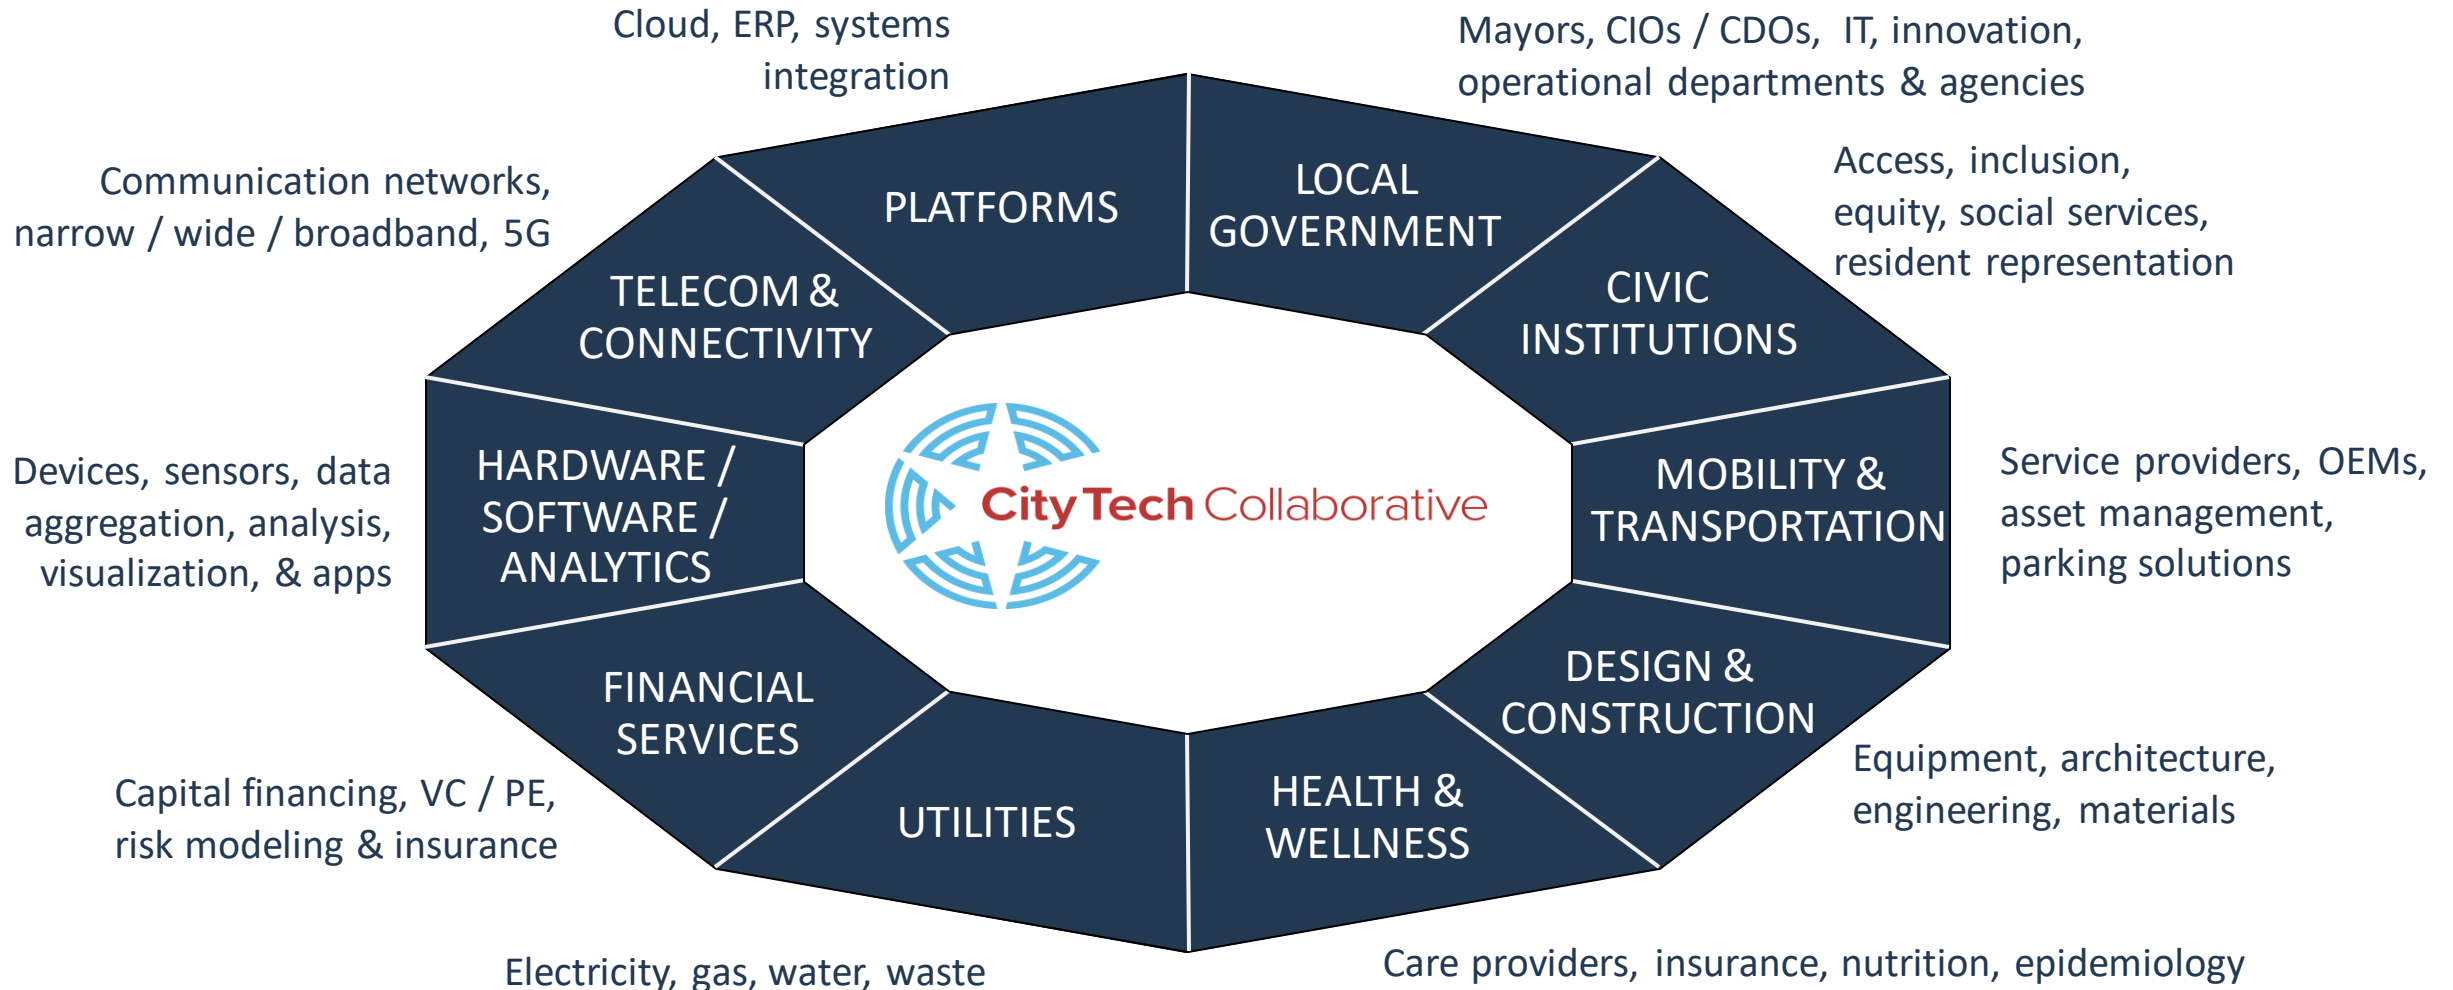 Cloud, ERP, systems
integration
Mayors, CIOs / CDOs, IT, innovation,
operational departments & agencies
Communication networks,
narrow / wide / broadband, 5G
PLATFORMS
LOCAL
GOVERNMENT
Access, inclusion,
equity, social services,
resident representation
TELECOM &
CONNECTIVITY
CIVIC
INSTITUTIONS
Devices, sensors, data
aggregation, analysis,
visualization, & apps
HARDWARE /
SOFTWARE /
ANALYTICS
City Tech Collaborative
MOBILITY &
TRANSPORTATION
Service providers, OEMs,
asset management,
parking solutions
FINANCIAL
SERVICES
DESIGN &
CONSTRUCTION
Capital financing, VC / PE,
risk modeling & insurance
UTILITIES
HEALTH &
WELLNESS
Equipment, architecture,
engineering, materials
Electricity, gas, water, waste
Care providers, insurance, nutrition, epidemiology